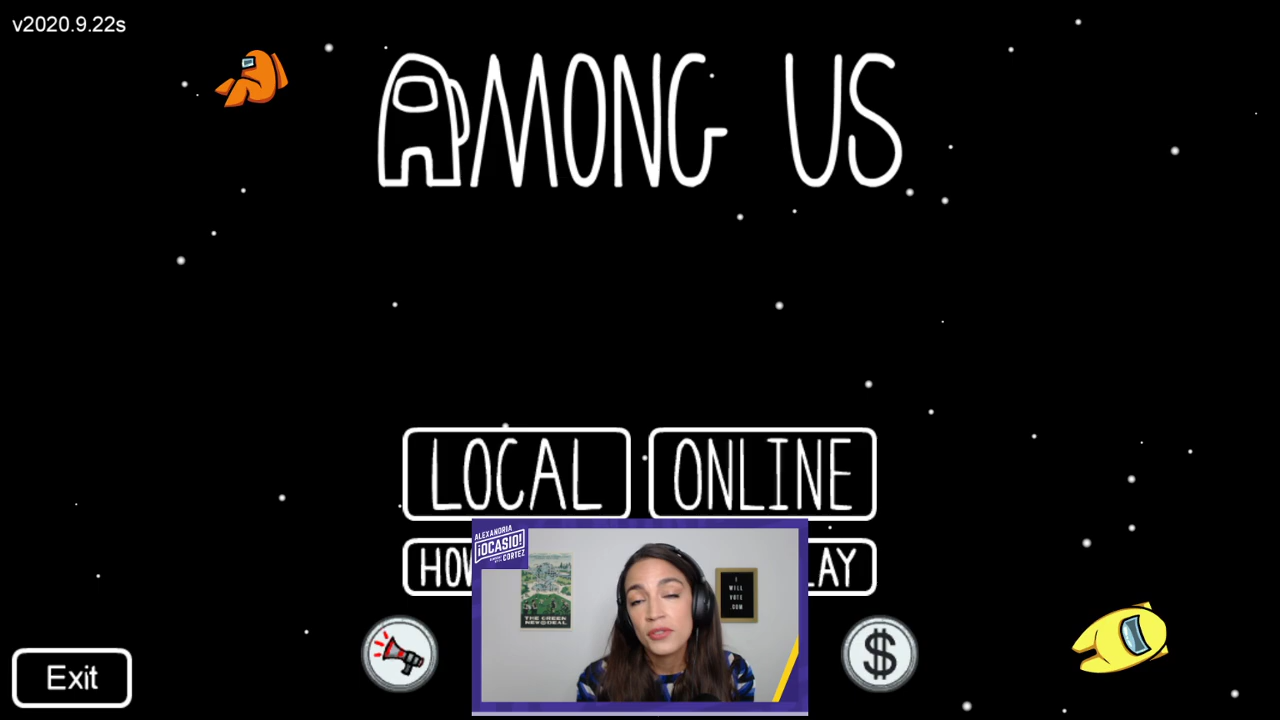 v2020.9.22s
AMONG US
LOCAL
ONLINE
HOW
LAY
ALEXANDRIA
¡OCASIO!
CORTEZ
THE GREEN
NEW DEAL
I
WILL
VOTE
.COM
$
Exit